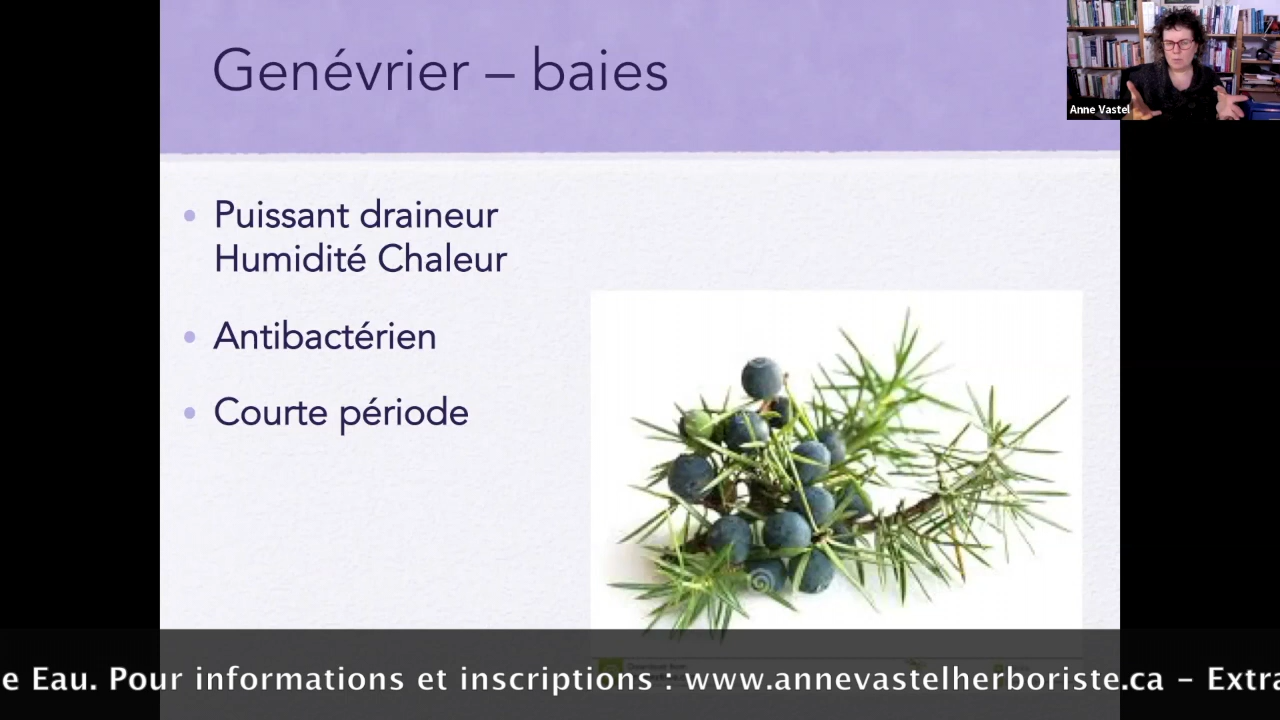 Genévrier – baies
Anne Vastel
• Puissant draineur
Humidité Chaleur
• Antibactérien
• Courte période
e Eau. Pour informations et inscriptions : www.annevastelherboriste.ca – Extra